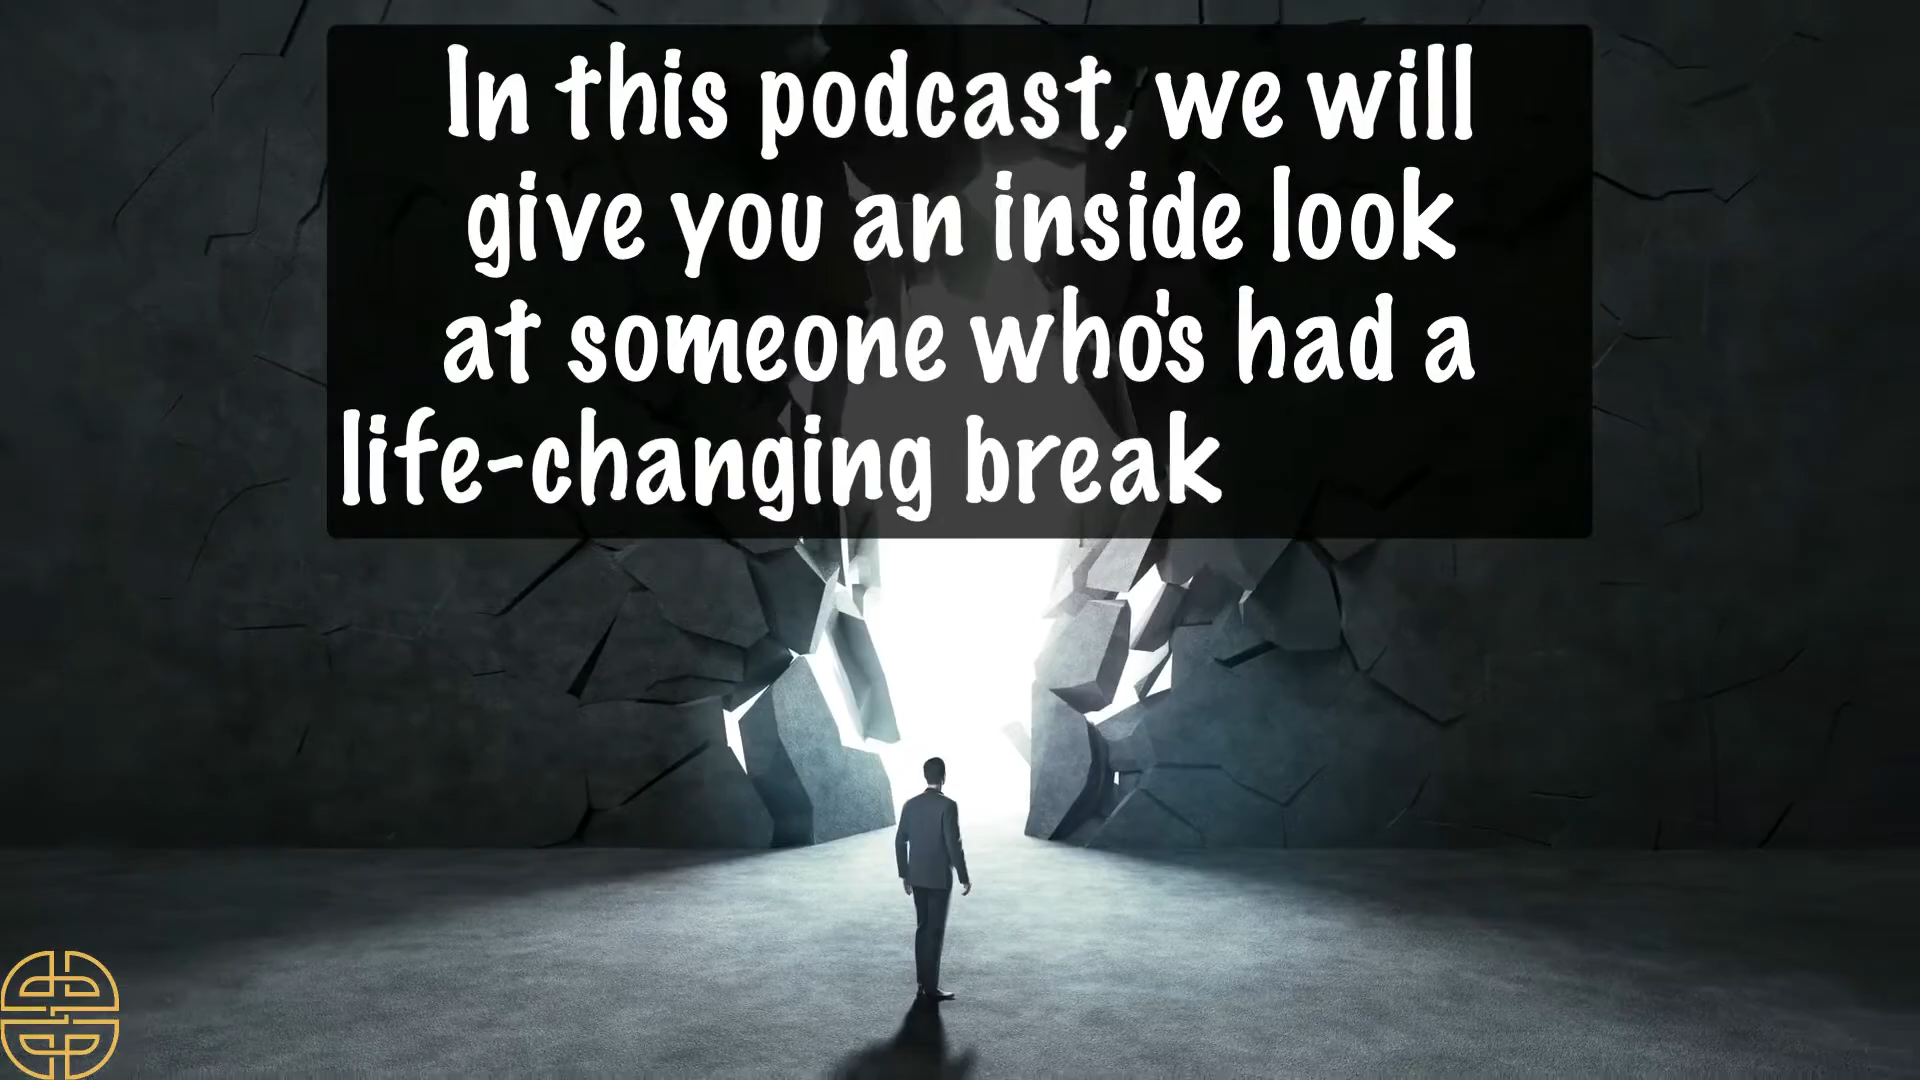 In this podcast, we will
give you an inside look
at someone who's had a
life-changing break